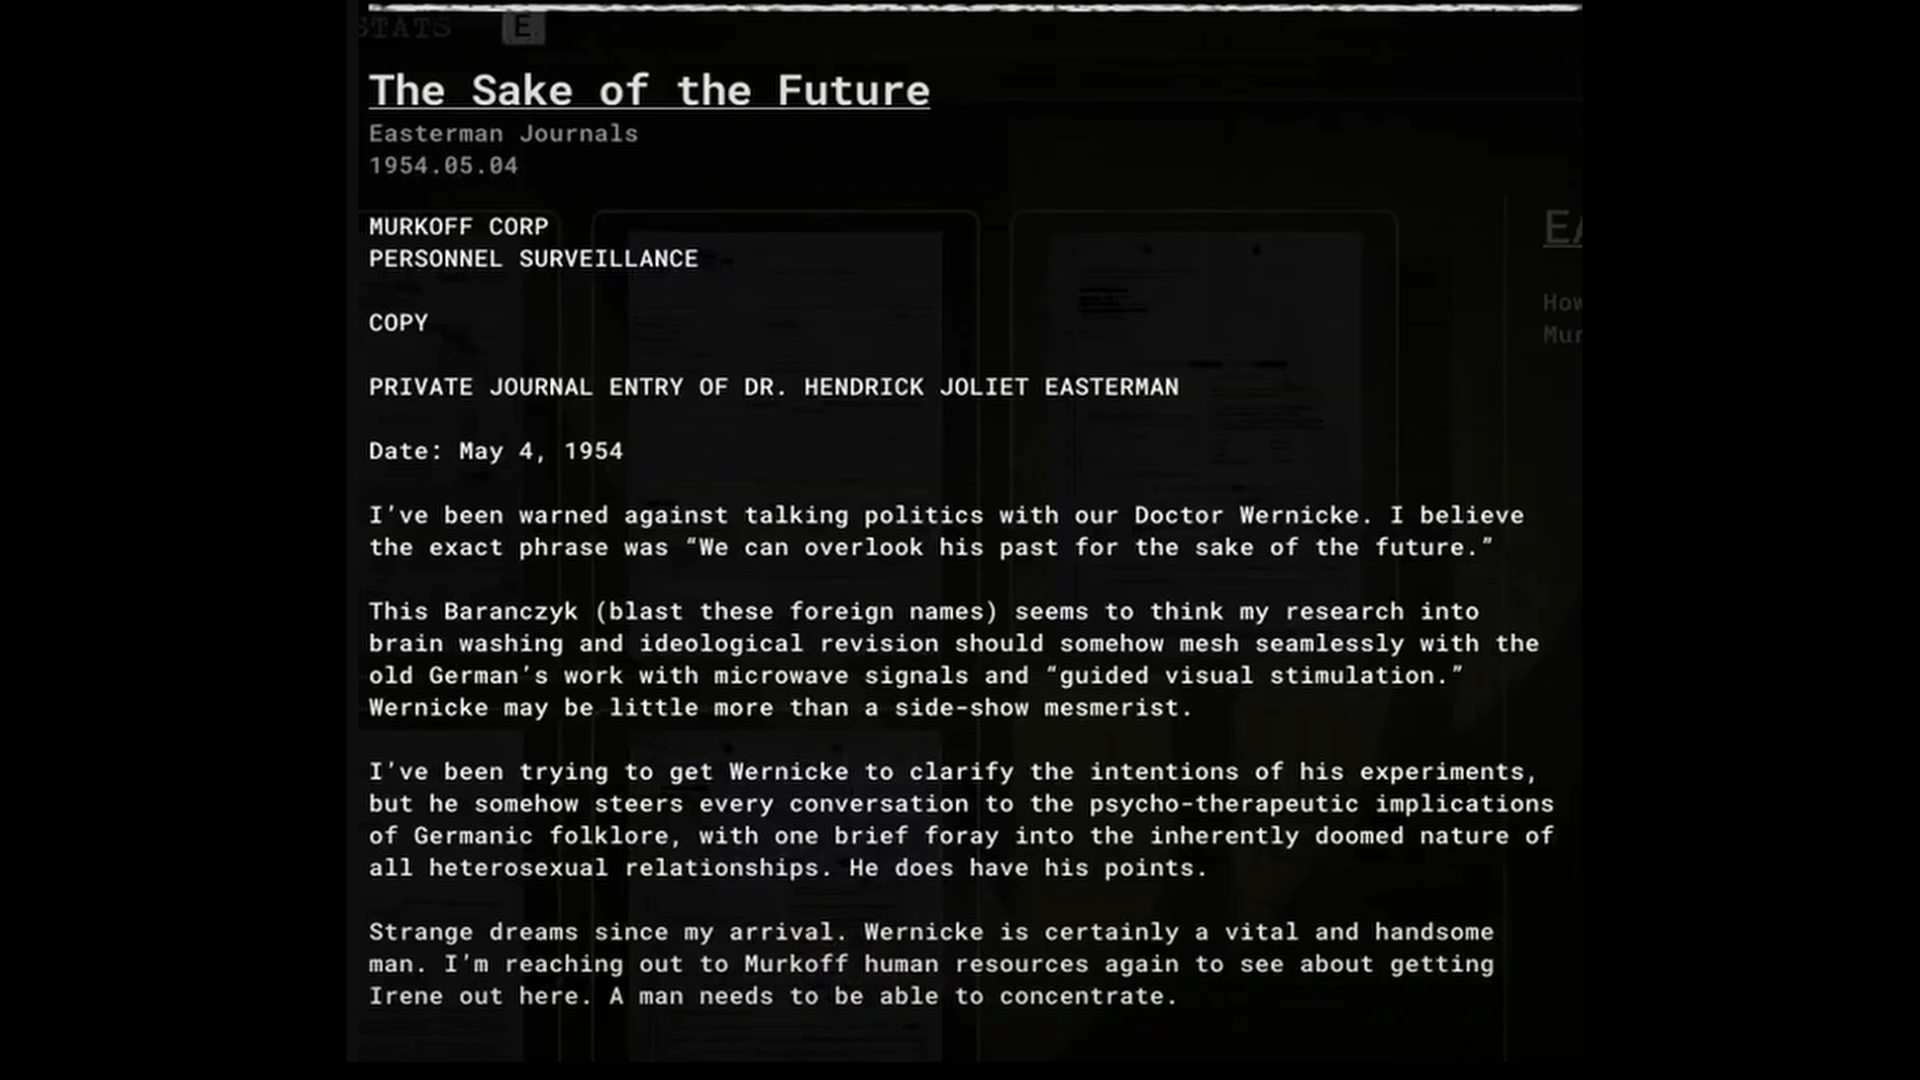 STATS E
The Sake of the Future
Easterman Journals
1954.05.04
MURKOFF CORP
PERSONNEL SURVEILLANCE
COPY
PRIVATE JOURNAL ENTRY OF DR. HENDRICK JOLIET EASTERMAN
Date: May 4, 1954
I’ve been warned against talking politics with our Doctor Wernicke. I believe
the exact phrase was “We can overlook his past for the sake of the future.”
This Baranczyk (blast these foreign names) seems to think my research into
brain washing and ideological revision should somehow mesh seamlessly with the
old German’s work with microwave signals and “guided visual stimulation.”
Wernicke may be little more than a side-show mesmerist.
I’ve been trying to get Wernicke to clarify the intentions of his experiments,
but he somehow steers every conversation to the psycho-therapeutic implications
of Germanic folklore, with one brief foray into the inherently doomed nature of
all heterosexual relationships. He does have his points.
Strange dreams since my arrival. Wernicke is certainly a vital and handsome
man. I’m reaching out to Murkoff human resources again to see about getting
Irene out here. A man needs to be able to concentrate.